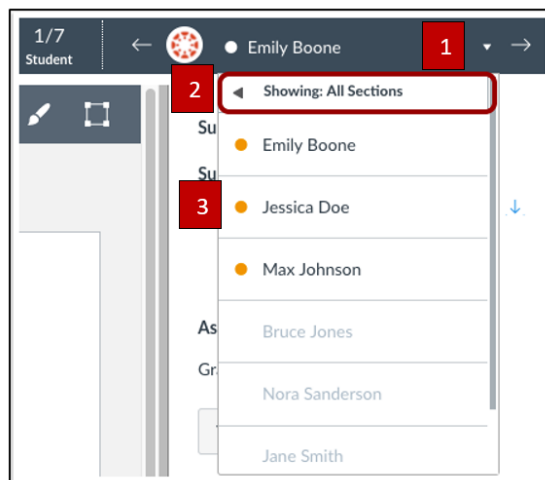 1/7
Student
Emily Boone
1
2
Showing: All Sections
Su
Emily Boone
Su
3
Jessica Doe
Max Johnson
As
Bruce Jones
Gr
Nora Sanderson
Jane Smith